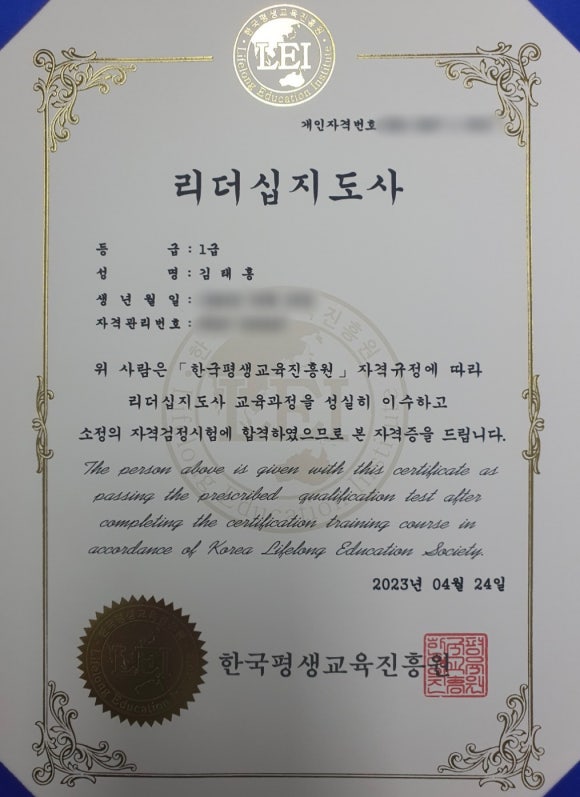 한국평생교육진흥원
LEI
Lifelong Education Institute
개인자격번호
리더십지도사
등 급 : 1급
성 명 : 김 태 홍
생 년 월 일 :
자격관리번호 :
위 사람은 「한국평생교육진흥원」 자격규정에 따라
리더십지도사 교육과정을 성실히 이수하고
소정의 자격검정시험에 합격하였으므로 본 자격증을 드립니다.
The person above is given with this certificate as
passing the prescribed qualification test after
completing the certification training course in
accordance of Korea Lifelong Education Society.
2023년 04월 24일
한국평생교육진흥원